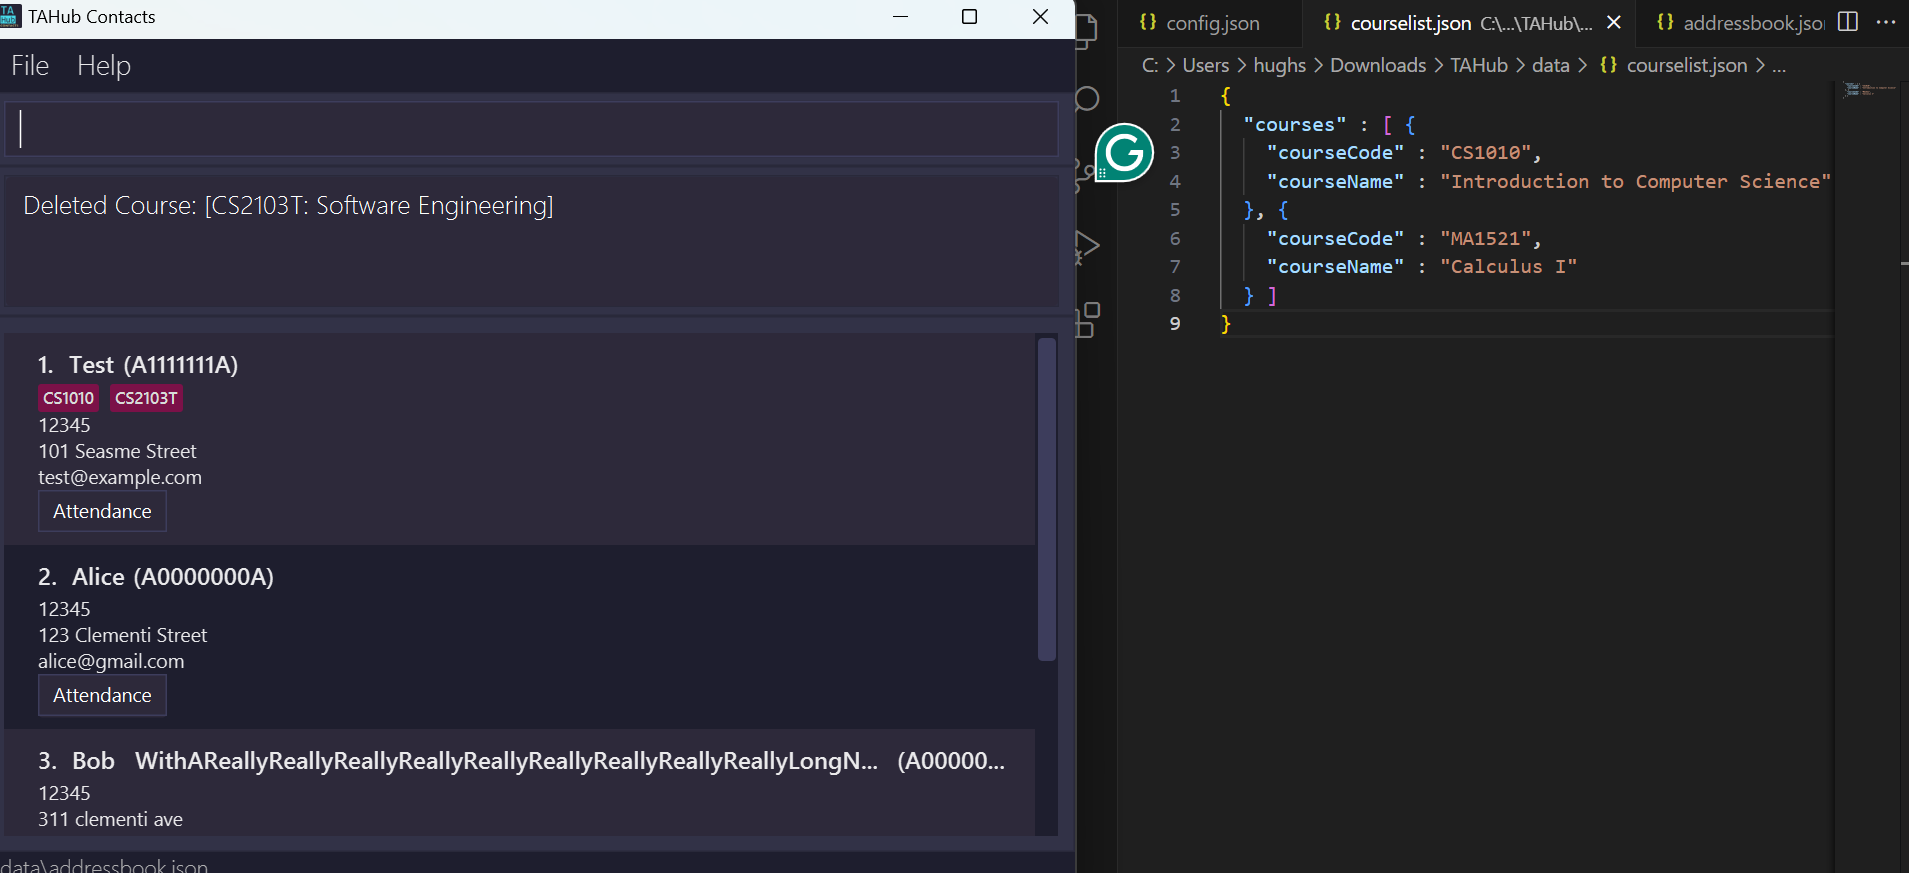 TAHub Contacts
File Help
Deleted Course: [CS2103T: Software Engineering]
1. Test (A1111111A)
CS1010 CS2103T
12345
101 Seasme Street
test@example.com
Attendance
2. Alice (A0000000A)
12345
123 Clementi Street
alice@gmail.com
Attendance
3. Bob WithAReallyReallyReallyReallyReallyReallyReallyReallyReallyLongN... (A00000...
12345
311 clementi ave
data\addressbook.json
{} config.json {} courselist.json C:\...\TAHub\... {} addressbook.jso
C: > Users > hughs > Downloads > TAHub > data > {} courselist.json > ...
1 {
2 "courses" : [ {
3 "courseCode" : "CS1010",
4 "courseName" : "Introduction to Computer Science"
5 }, {
6 "courseCode" : "MA1521",
7 "courseName" : "Calculus I"
8 } ]
9 }